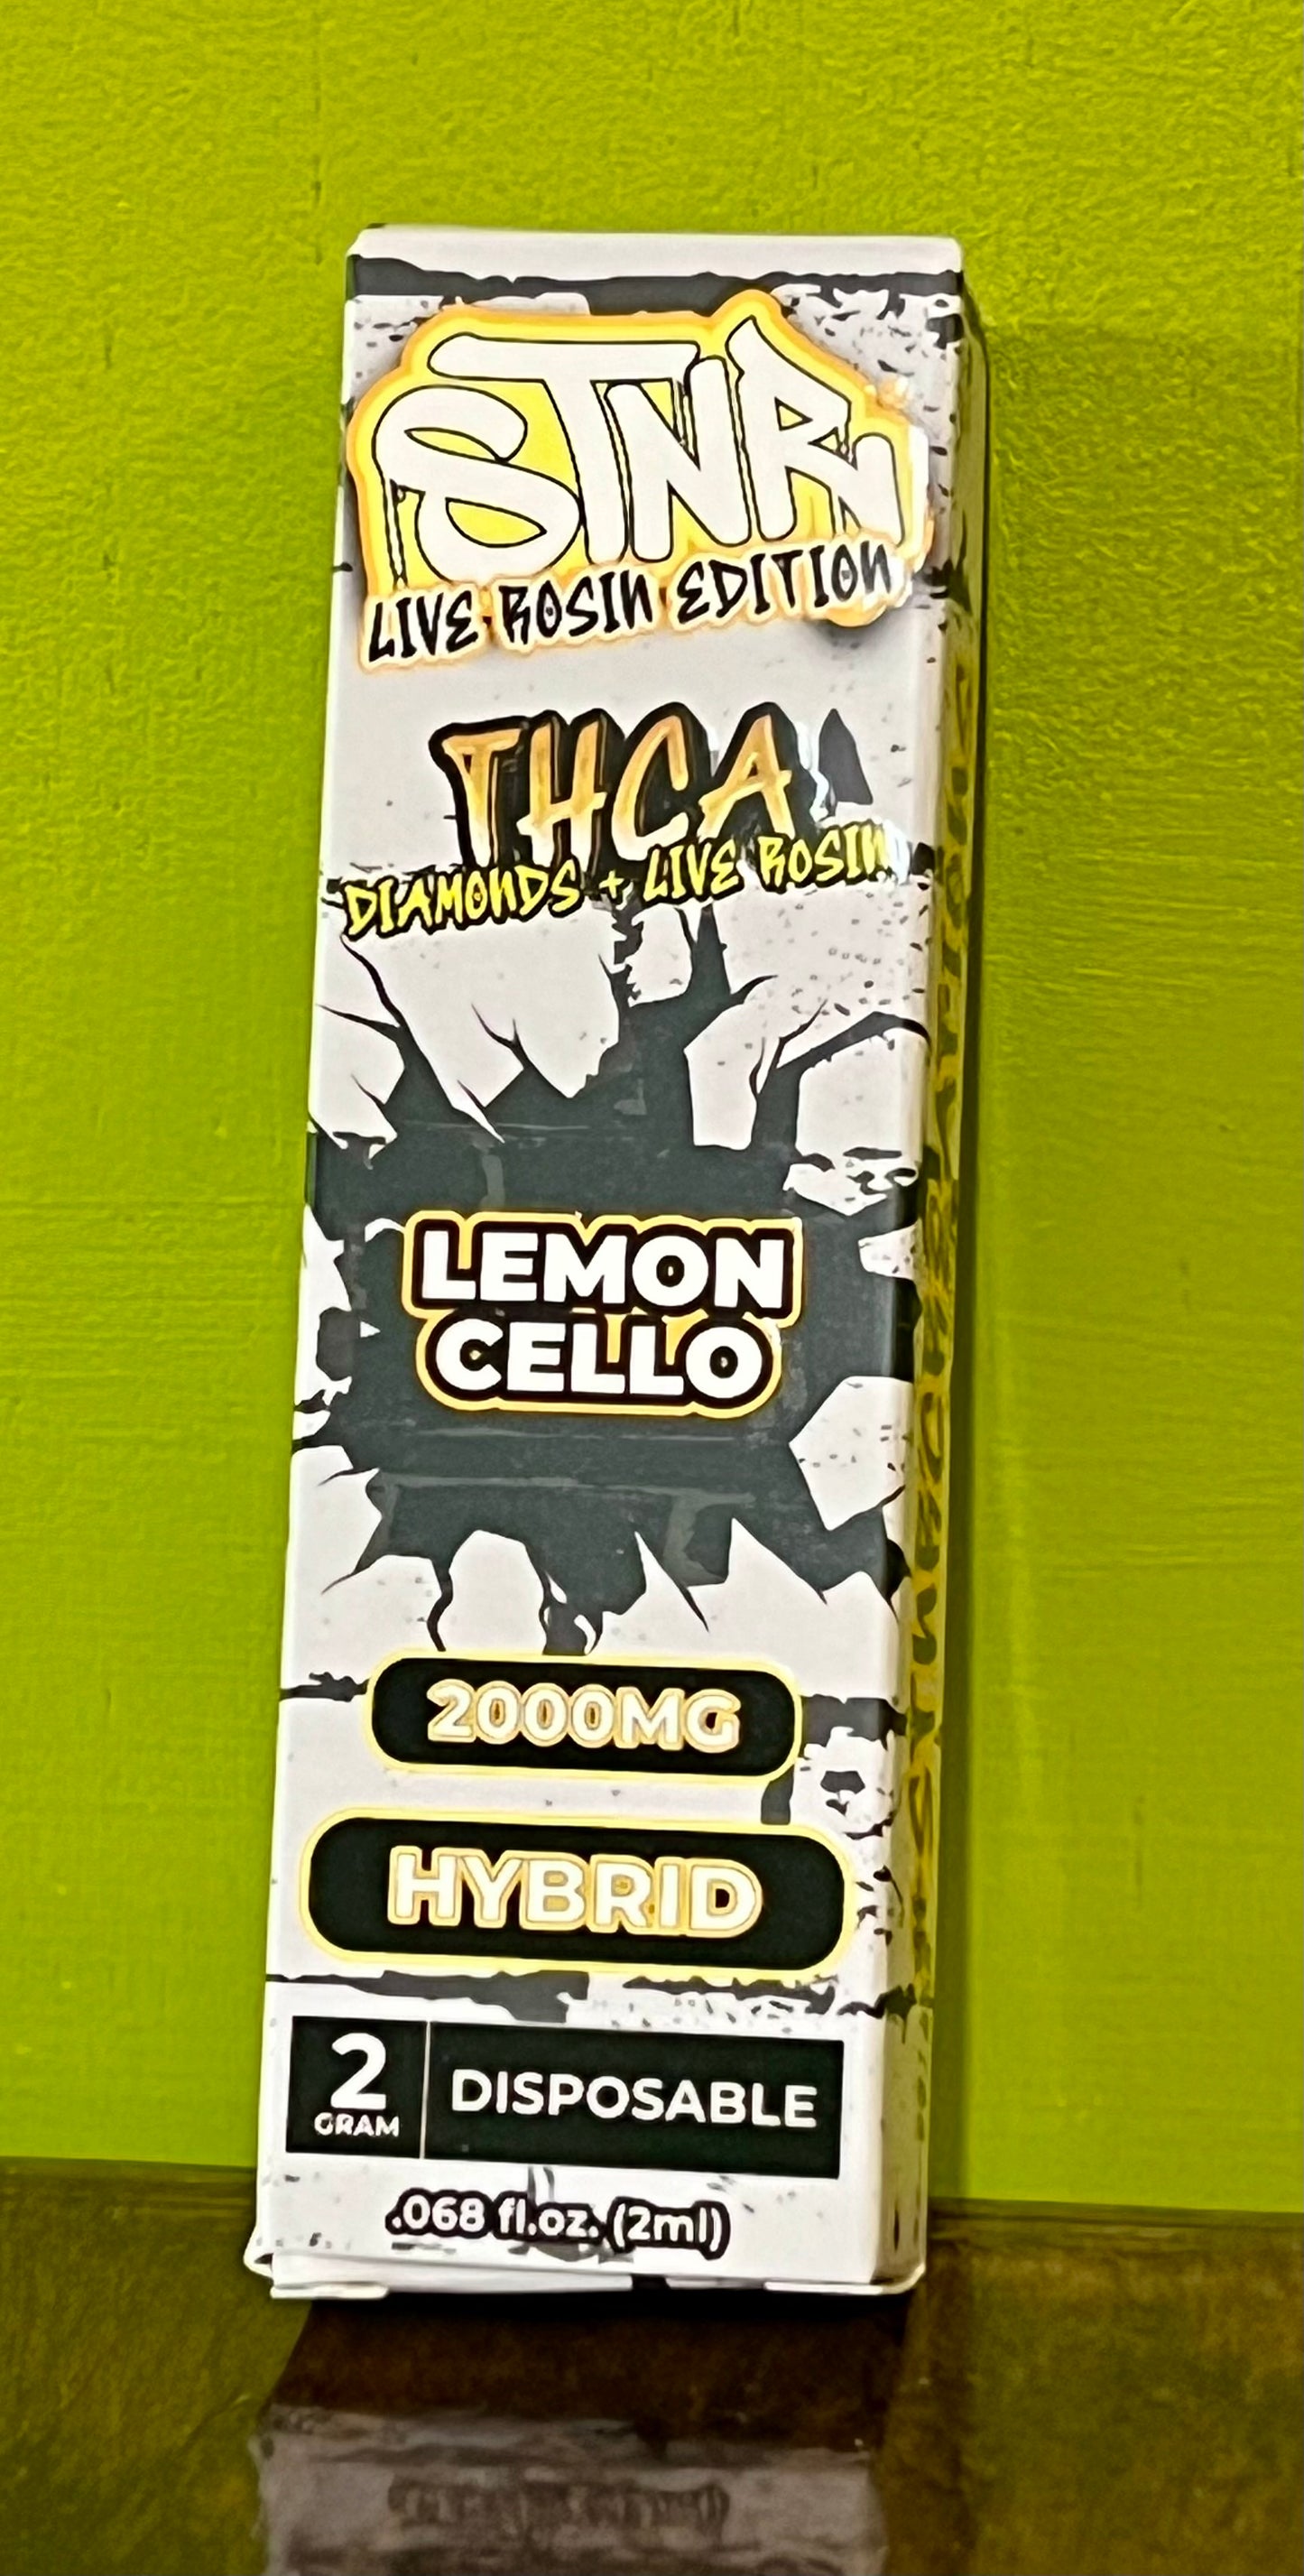 STNR
LIVE ROSIN EDITION
THCA
DIAMONDS + LIVE ROSIN
LEMON
CELLO
2000MG
HYBRID
2
GRAM
DISPOSABLE
.068 fl.oz. (2ml)